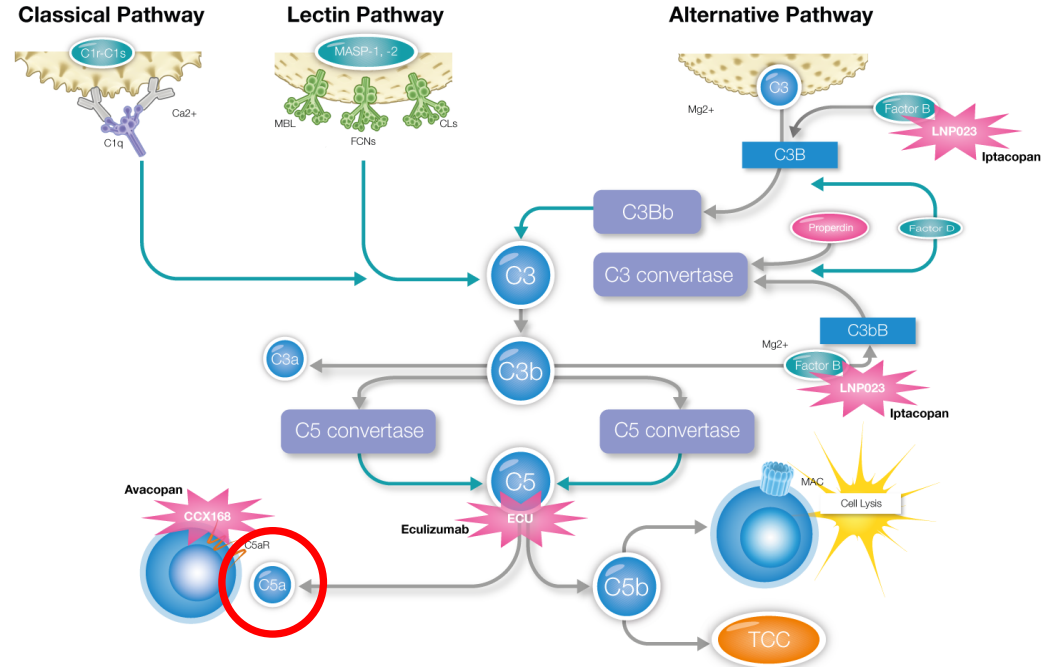 Classical Pathway
Lectin Pathway
Alternative Pathway
C1r-C1s
MASP-1, -2
C3
Ca2+
Mg2+
Factor B
LNP023
MBL
CLs
C1q
FCNs
C3B
Iptacopan
C3Bb
Properdin
Factor D
C3
C3 convertase
C3bB
Mg2+
C3a
C3b
Factor B
LNP023
Iptacopan
C5 convertase
C5 convertase
C5
MAC
Cell Lysis
Avacopan
CCX168
ECU
Eculizumab
C5aR
C5a
C5b
TCC